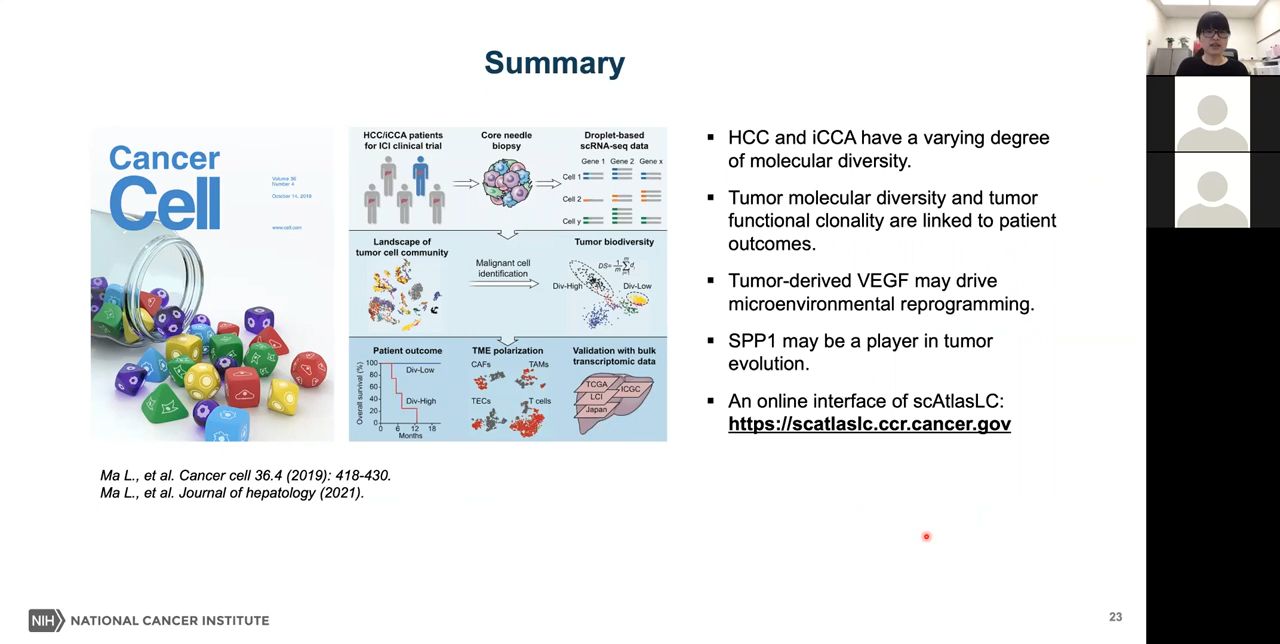 Summary
Cancer
Cell
Volume 36
Number 4
October 14, 2019
www.cell.com
HCC/iCCA patients
for ICI clinical trial
Core needle
biopsy
Droplet-based
scRNA-seq data
Gene 1 Gene 2 Gene x
Cell 1
Cell 2
Cell y
Landscape of
tumor cell community
Malignant cell
identification
Tumor biodiversity
Div-High
Div-Low
Patient outcome
Overall survival (%)
100
80
60
40
20
0
Div-Low
Div-High
0 6 12 18
Months
TME polarization
CAFs TAMs
TECs T cells
Validation with bulk
transcriptomic data
TCGA
ICGC
LCI
Japan
▪ HCC and iCCA have a varying degree
of molecular diversity.
▪ Tumor molecular diversity and tumor
functional clonality are linked to patient
outcomes.
▪ Tumor-derived VEGF may drive
microenvironmental reprogramming.
▪ SPP1 may be a player in tumor
evolution.
▪ An online interface of scAtlasLC:
https://scatlaslc.ccr.cancer.gov
Ma L., et al. Cancer cell 36.4 (2019): 418-430.
Ma L., et al. Journal of hepatology (2021).
NIH NATIONAL CANCER INSTITUTE
23